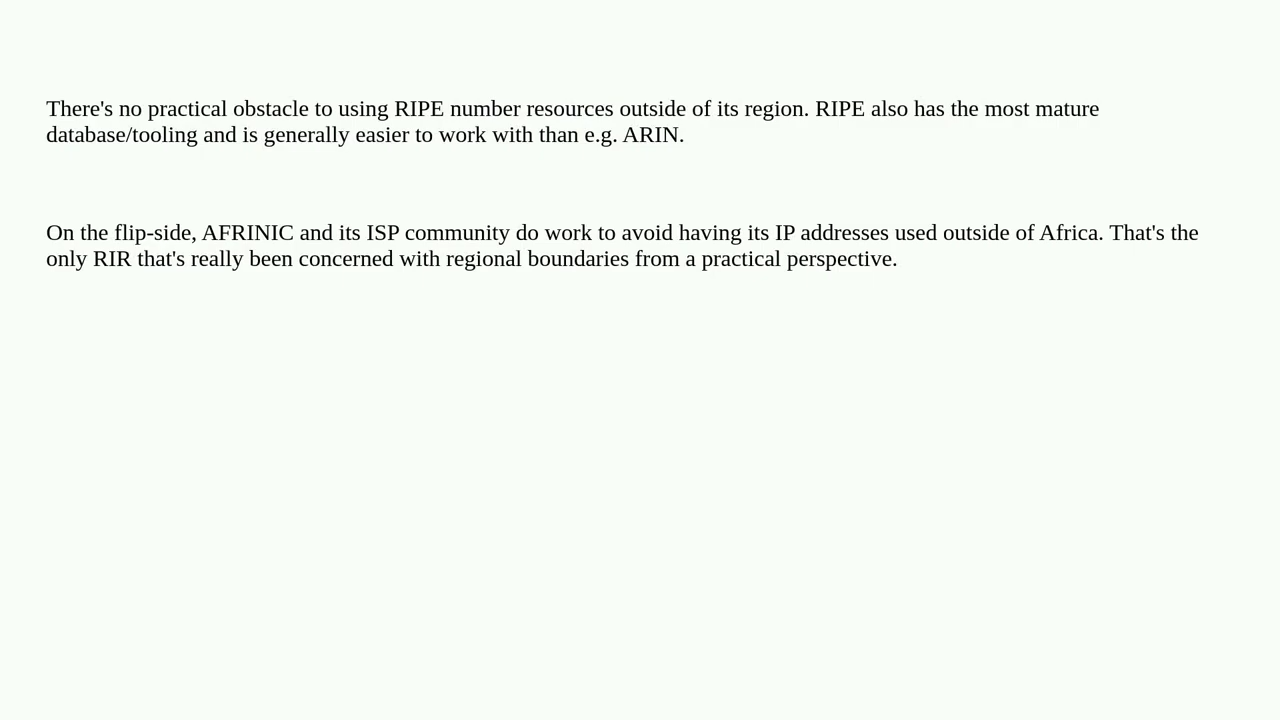 There's no practical obstacle to using RIPE number resources outside of its region. RIPE also has the most mature
database/tooling and is generally easier to work with than e.g. ARIN.
On the flip-side, AFRINIC and its ISP community do work to avoid having its IP addresses used outside of Africa. That's the
only RIR that's really been concerned with regional boundaries from a practical perspective.